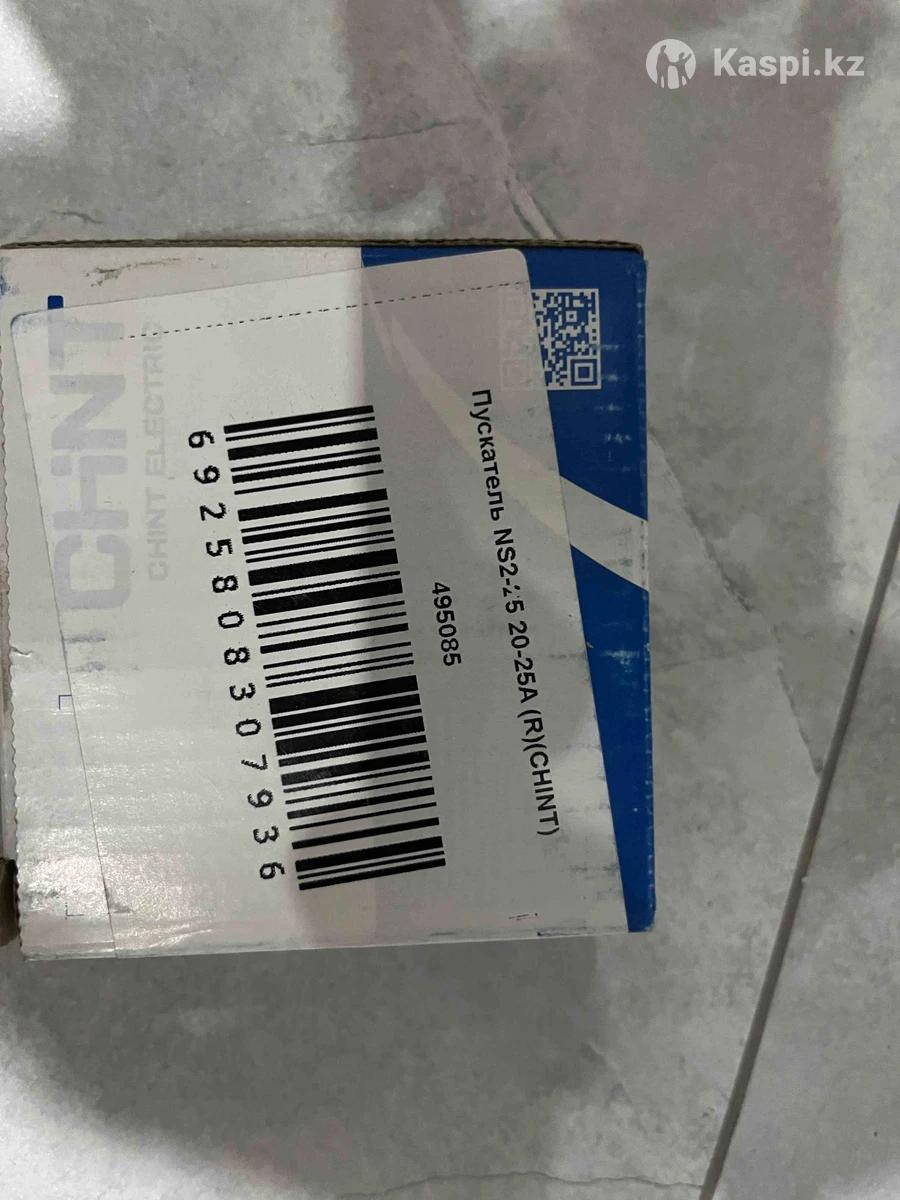 Kaspi.kz
CHINT
CHINT ELECTRIC
Пускатель NS2-25 20-25A (R)(CHINT)
495085
6925808307936